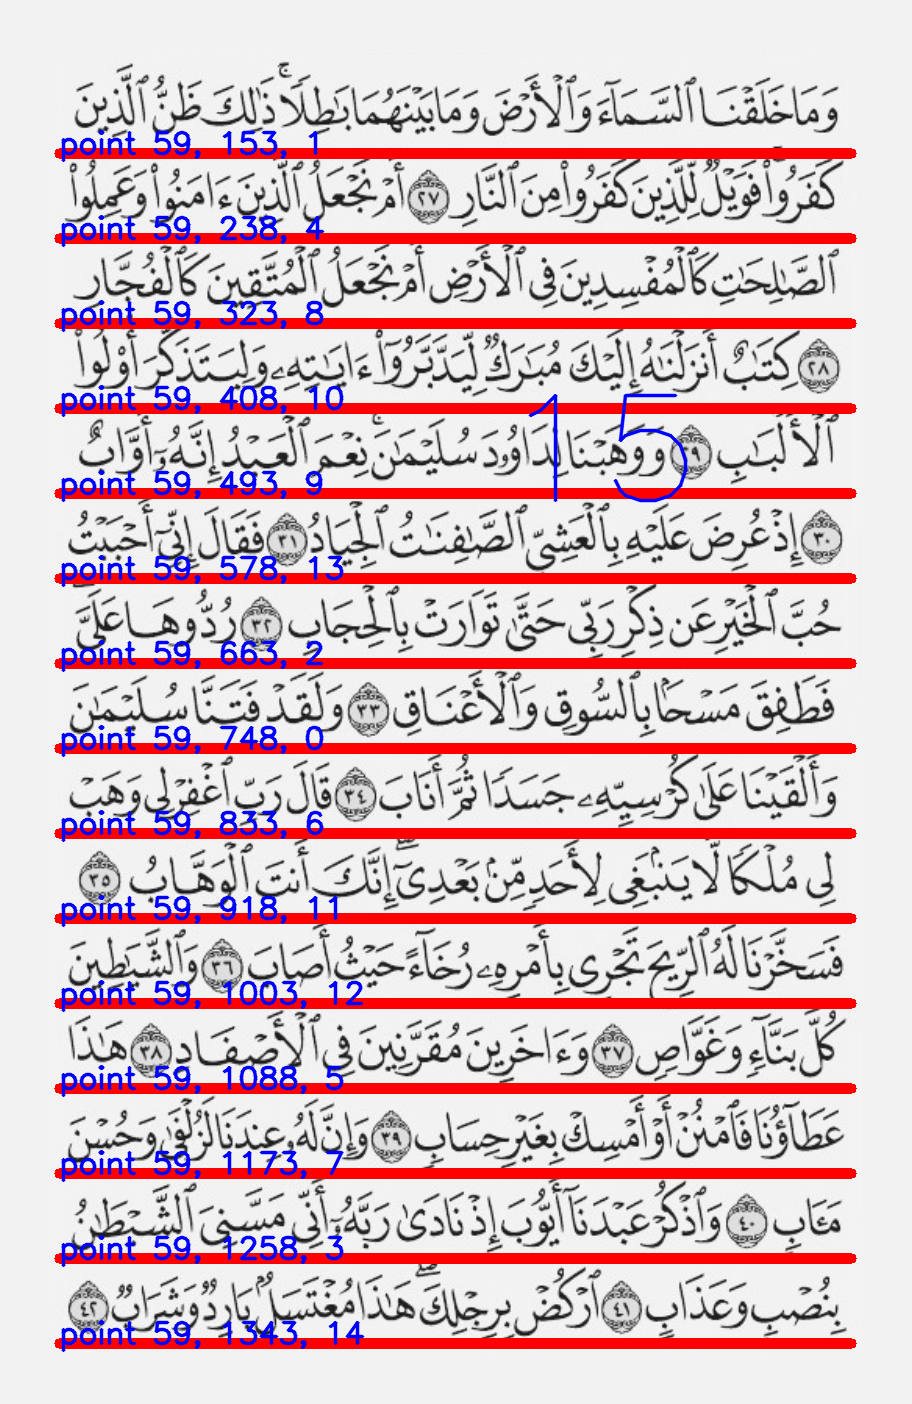 وَمَا خَلَقْنَا ٱلسَّمَآءَ وَٱلْأَرْضَ وَمَا بَيْنَهُمَا بَٰطِلًا ۚ ذَٰلِكَ ظَنُّ ٱلَّذِينَ
point 59, 153, 1
كَفَرُوا۟ ۚ فَوَيْلٌ لِّلَّذِينَ كَفَرُوا۟ مِنَ ٱلنَّارِ ٢٧ أَمْ نَجْعَلُ ٱلَّذِينَ ءَامَنُوا۟ وَعَمِلُوا۟
point 59, 238, 4
ٱلصَّٰلِحَٰتِ كَٱلْمُفْسِدِينَ فِى ٱلْأَرْضِ أَمْ نَجْعَلُ ٱلْمُتَّقِينَ كَٱلْفُجَّارِ
point 59, 323, 8
٢٨ كِتَٰبٌ أَنزَلْنَٰهُ إِلَيْكَ مُبَٰرَكٌ لِّيَدَّبَّرُوٓا۟ ءَايَٰتِهِۦ وَلِيَتَذَكَّرَ أُو۟لُوا۟
point 59, 408, 10
15
ٱلْأَلْبَٰبِ ٢٩ وَوَهَبْنَا لِدَاوُۥدَ سُلَيْمَٰنَ ۚ نِعْمَ ٱلْعَبْدُ إِنَّهُۥٓ أَوَّابٌ
point 59, 493, 9
٣٠ إِذْ عُرِضَ عَلَيْهِ بِٱلْعَشِىِّ ٱلصَّٰفِنَٰتُ ٱلْجِيَادُ ٣١ فَقَالَ إِنِّىٓ أَحْبَبْتُ
point 59, 578, 13
حُبَّ ٱلْخَيْرِ عَن ذِكْرِ رَبِّى حَتَّىٰ تَوَارَتْ بِٱلْحِجَابِ ٣٢ رُدُّوهَا عَلَىَّ ۖ
point 59, 663, 2
فَطَفِقَ مَسْحًۢا بِٱلسُّوقِ وَٱلْأَعْنَاقِ ٣٣ وَلَقَدْ فَتَنَّا سُلَيْمَٰنَ
point 59, 748, 0
وَأَلْقَيْنَا عَلَىٰ كُرْسِيِّهِۦ جَسَدًا ثُمَّ أَنَابَ ٣٤ قَالَ رَبِّ ٱغْفِرْ لِى وَهَبْ
point 59, 833, 6
لِى مُلْكًا لَّا يَنۢبَغِى لِأَحَدٍ مِّنۢ بَعْدِىٓ ۖ إِنَّكَ أَنتَ ٱلْوَهَّابُ ٣٥
point 59, 918, 11
فَسَخَّرْنَا لَهُ ٱلرِّيحَ تَجْرِى بِأَمْرِهِۦ رُخَآءً حَيْثُ أَصَابَ ٣٦ وَٱلشَّيَٰطِينَ
point 59, 1003, 12
كُلَّ بَنَّآءٍ وَغَوَّاصٍ ٣٧ وَءَاخَرِينَ مُقَرَّنِينَ فِى ٱلْأَصْفَادِ ٣٨ هَٰذَا
point 59, 1088, 5
عَطَآؤُنَا فَٱمْنُنْ أَوْ أَمْسِكْ بِغَيْرِ حِسَابٍ ٣٩ وَإِنَّ لَهُۥ عِندَنَا لَزُلْفَىٰ وَحُسْنَ
point 59, 1173, 7
مَـَٔابٍ ٤٠ وَٱذْكُرْ عَبْدَنَآ أَيُّوبَ إِذْ نَادَىٰ رَبَّهُۥٓ أَنِّى مَسَّنِىَ ٱلشَّيْطَٰنُ
point 59, 1258, 3
بِنُصْبٍ وَعَذَابٍ ٤١ ٱرْكُضْ بِرِجْلِكَ ۖ هَٰذَا مُغْتَسَلٌۢ بَارِدٌ وَشَرَابٌ ٤٢
point 59, 1343, 14